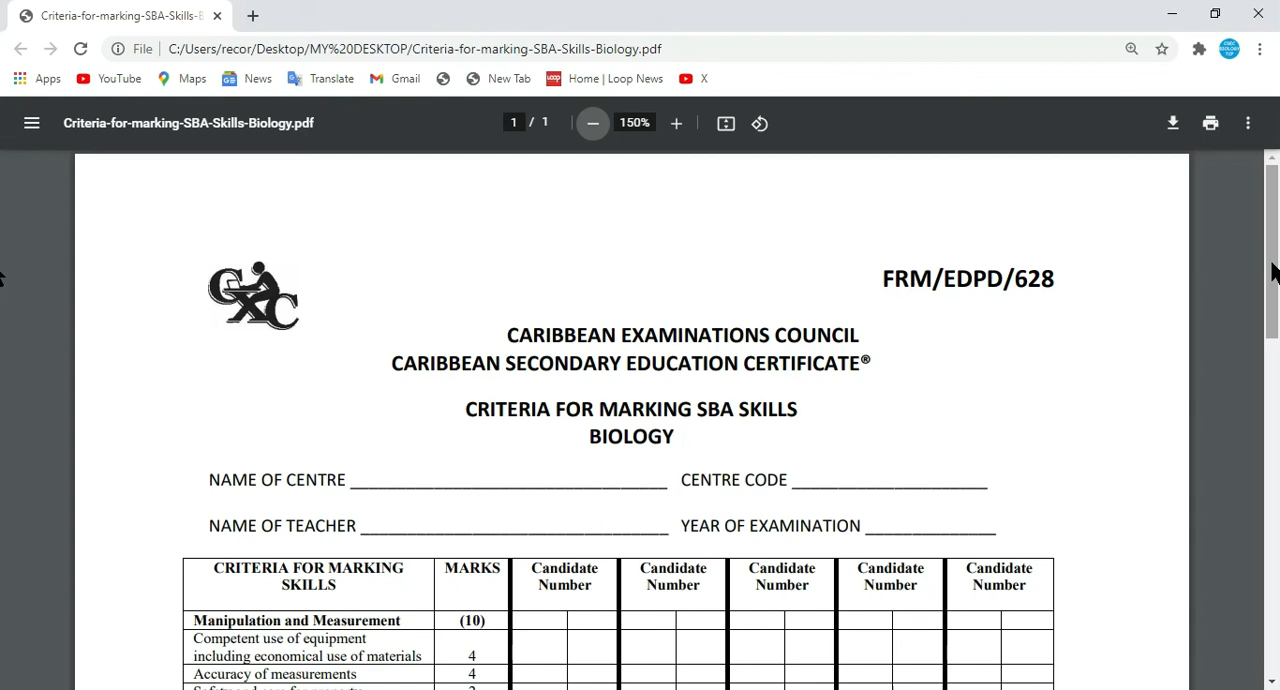 Criteria-for-marking-SBA-Skills-B
File C:/Users/recor/Desktop/MY%20DESKTOP/Criteria-for-marking-SBA-Skills-Biology.pdf
Apps YouTube Maps News Translate Gmail New Tab Home | Loop News X
Criteria-for-marking-SBA-Skills-Biology.pdf 1 / 1 150%
CXC FRM/EDPD/628
CARIBBEAN EXAMINATIONS COUNCIL
CARIBBEAN SECONDARY EDUCATION CERTIFICATE®
CRITERIA FOR MARKING SBA SKILLS
BIOLOGY
NAME OF CENTRE ______________________________ CENTRE CODE ___________________
NAME OF TEACHER _____________________________ YEAR OF EXAMINATION _____________
CRITERIA FOR MARKING MARKS Candidate Candidate Candidate Candidate Candidate
SKILLS Number Number Number Number Number
Manipulation and Measurement (10)
Competent use of equipment
including economical use of materials 4
Accuracy of measurements 4